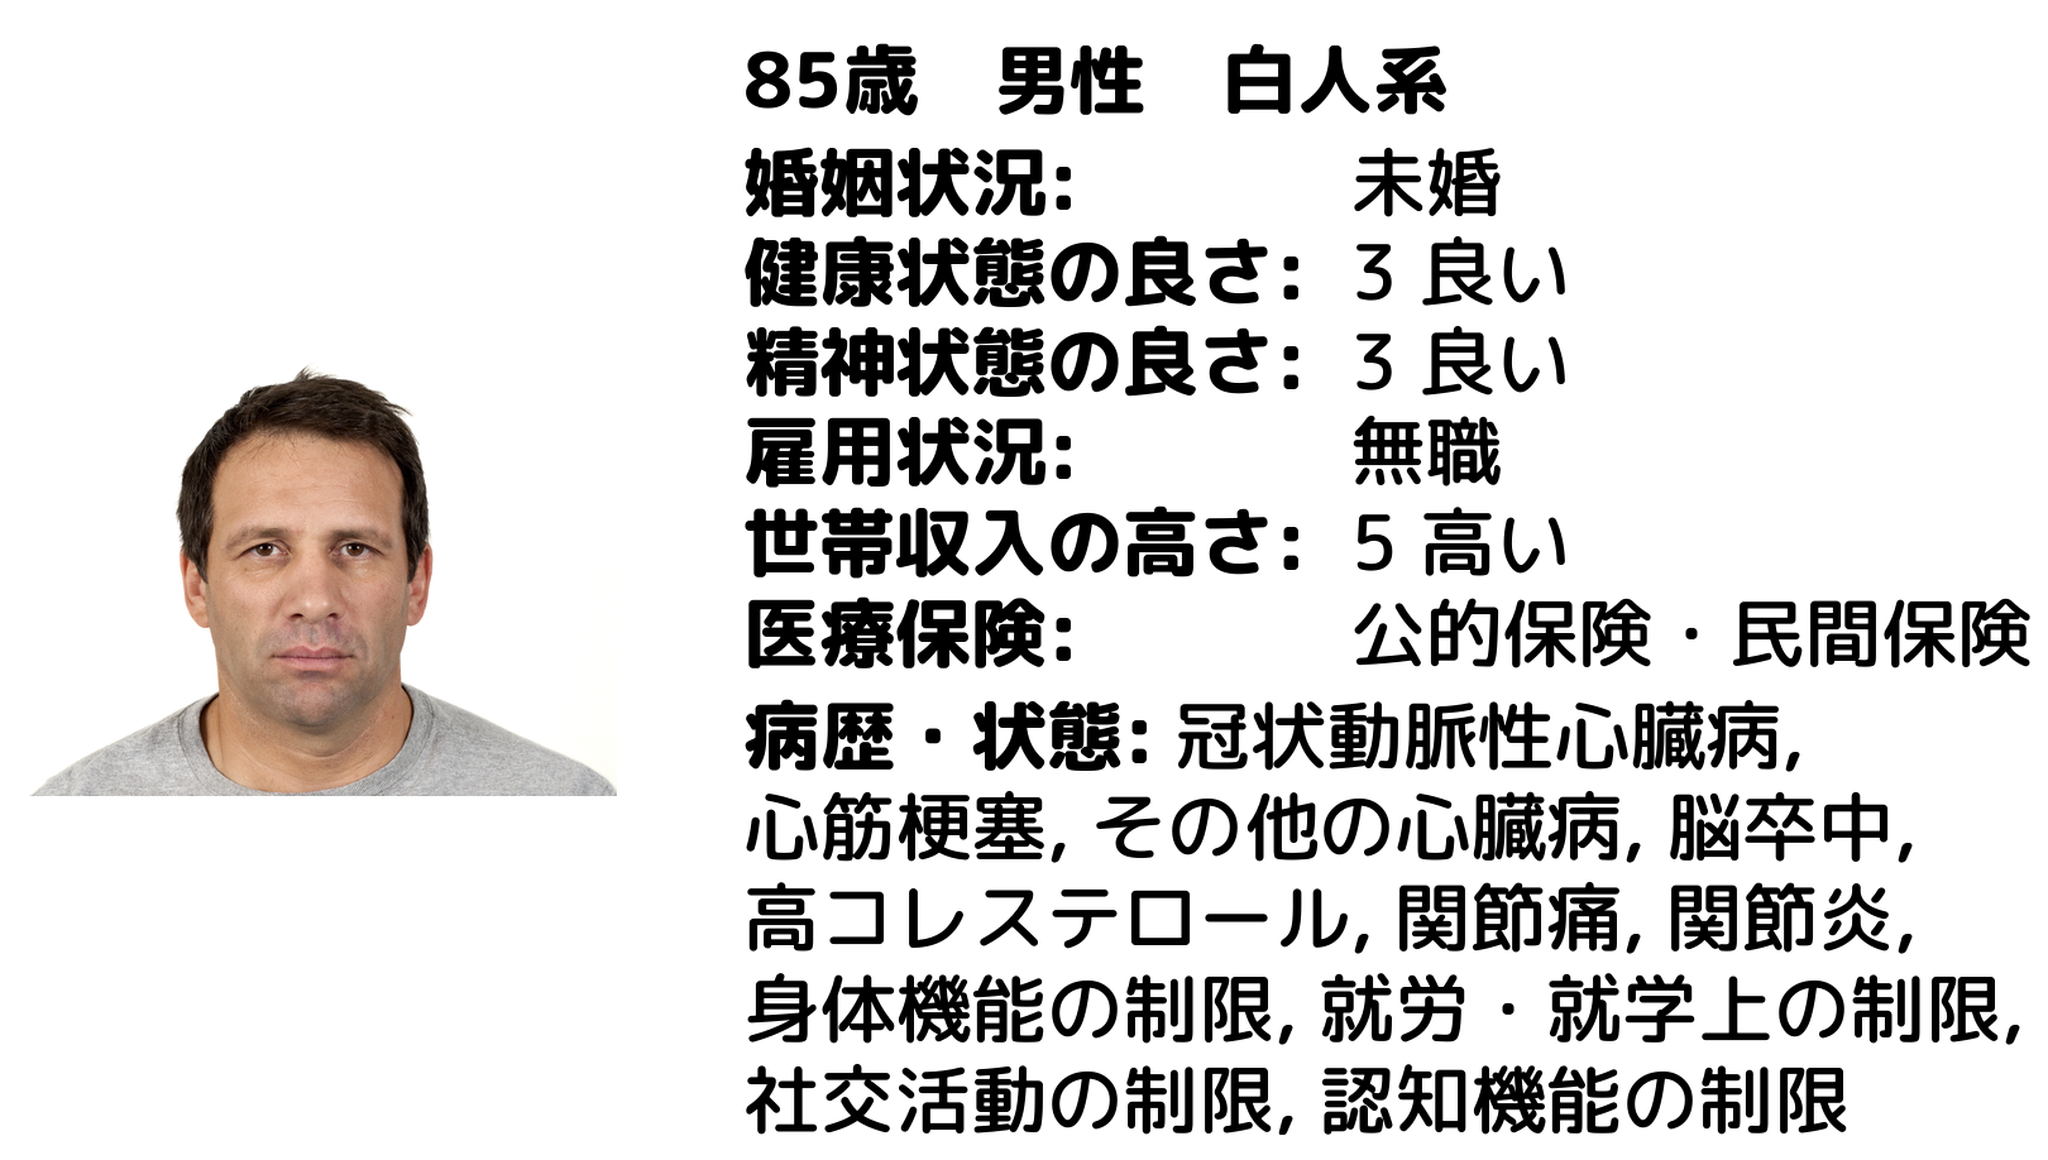 85歳　男性　白人系
婚姻状況: 未婚
健康状態の良さ: 3 良い
精神状態の良さ: 3 良い
雇用状況: 無職
世帯収入の高さ: 5 高い
医療保険: 公的保険・民間保険
病歴・状態: 冠状動脈性心臓病,
心筋梗塞, その他の心臓病, 脳卒中,
高コレステロール, 関節痛, 関節炎,
身体機能の制限, 就労・就学上の制限,
社交活動の制限, 認知機能の制限